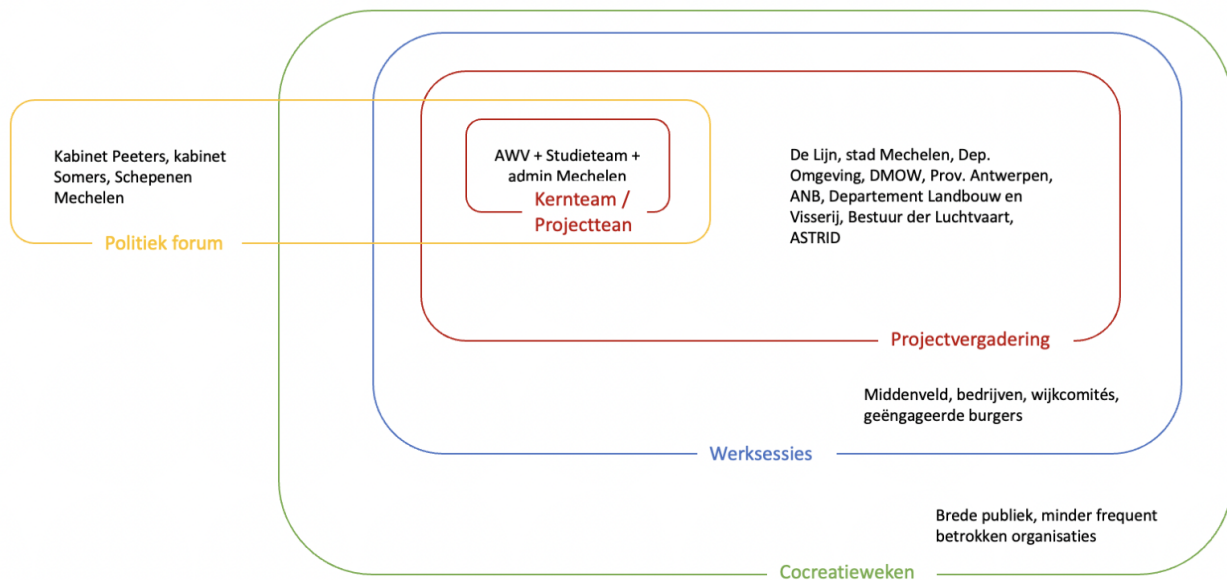 Kabinet Peeters, kabinet
Somers, Schepenen
Mechelen
Politiek forum
AWV + Studieteam +
admin Mechelen
Kernteam /
Projecttean
De Lijn, stad Mechelen, Dep.
Omgeving, DMOW, Prov. Antwerpen,
ANB, Departement Landbouw en
Visserij, Bestuur der Luchtvaart,
ASTRID
Projectvergadering
Middenveld, bedrijven, wijkcomités,
geëngageerde burgers
Werksessies
Brede publiek, minder frequent
betrokken organisaties
Cocreatieweken